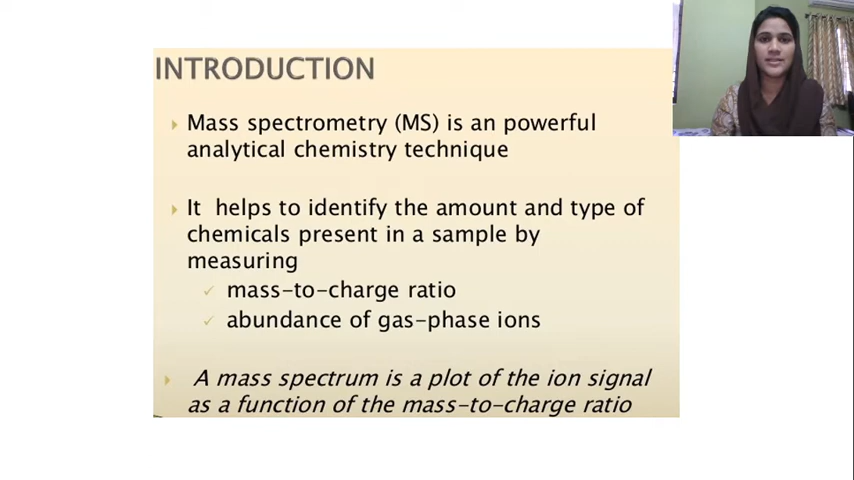 INTRODUCTION
Mass spectrometry (MS) is an powerful
analytical chemistry technique
It helps to identify the amount and type of
chemicals present in a sample by
measuring
mass-to-charge ratio
abundance of gas-phase ions
A mass spectrum is a plot of the ion signal
as a function of the mass-to-charge ratio